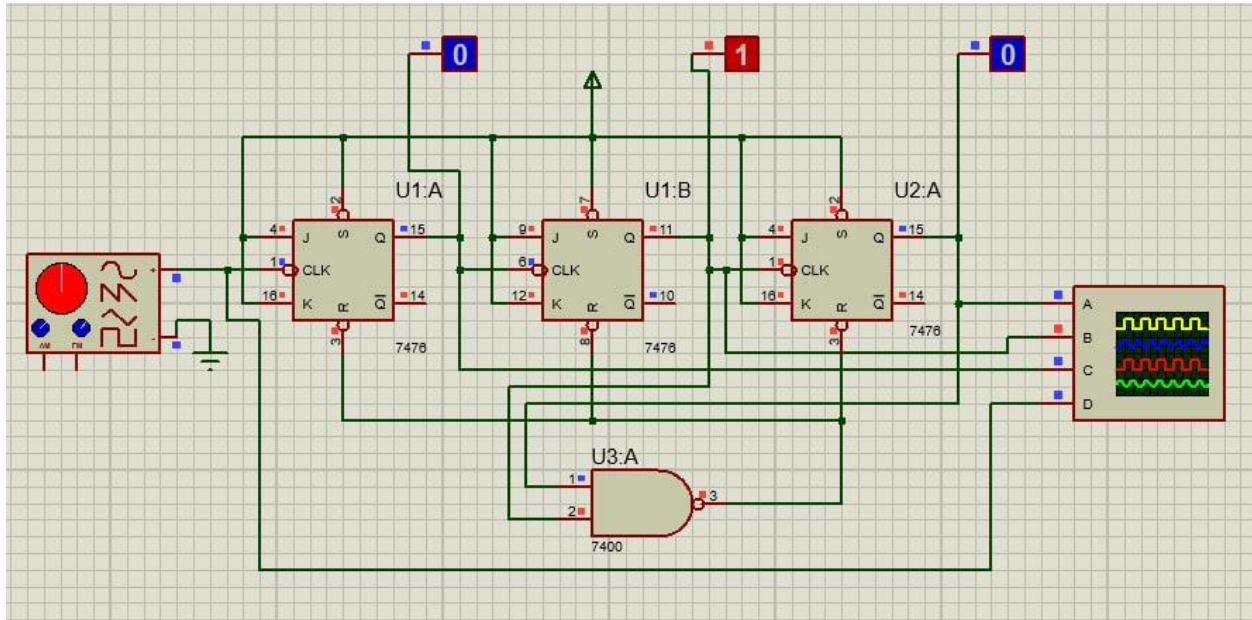 0 1 0
U1:A U1:B U2:A
2 7 2
4 J S Q 15 9 J S Q 11 4 J S Q 15
1 CLK 6 CLK 1 CLK
16 K R Q 14 12 K R Q 10 16 K R Q 14
3 7476 8 7476 3 7476
+
-
AM FM
A
B
C
D
U3:A
1
2
3
7400